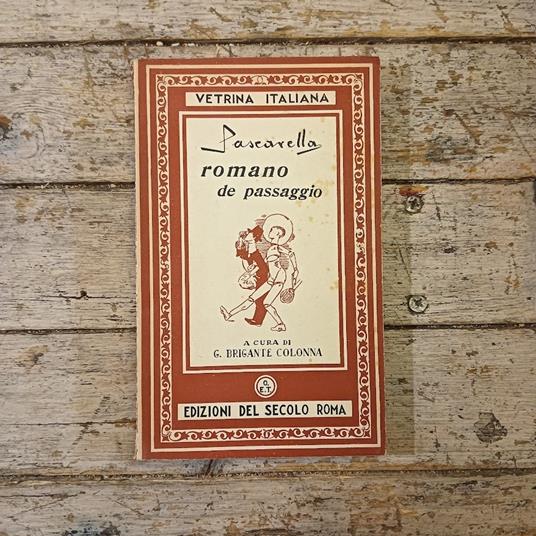 VETRINA ITALIANA
Pascarella
romano
de passaggio
A CURA DI
G. BRIGANTE COLONNA
O.
E.T.
EDIZIONI DEL SECOLO ROMA